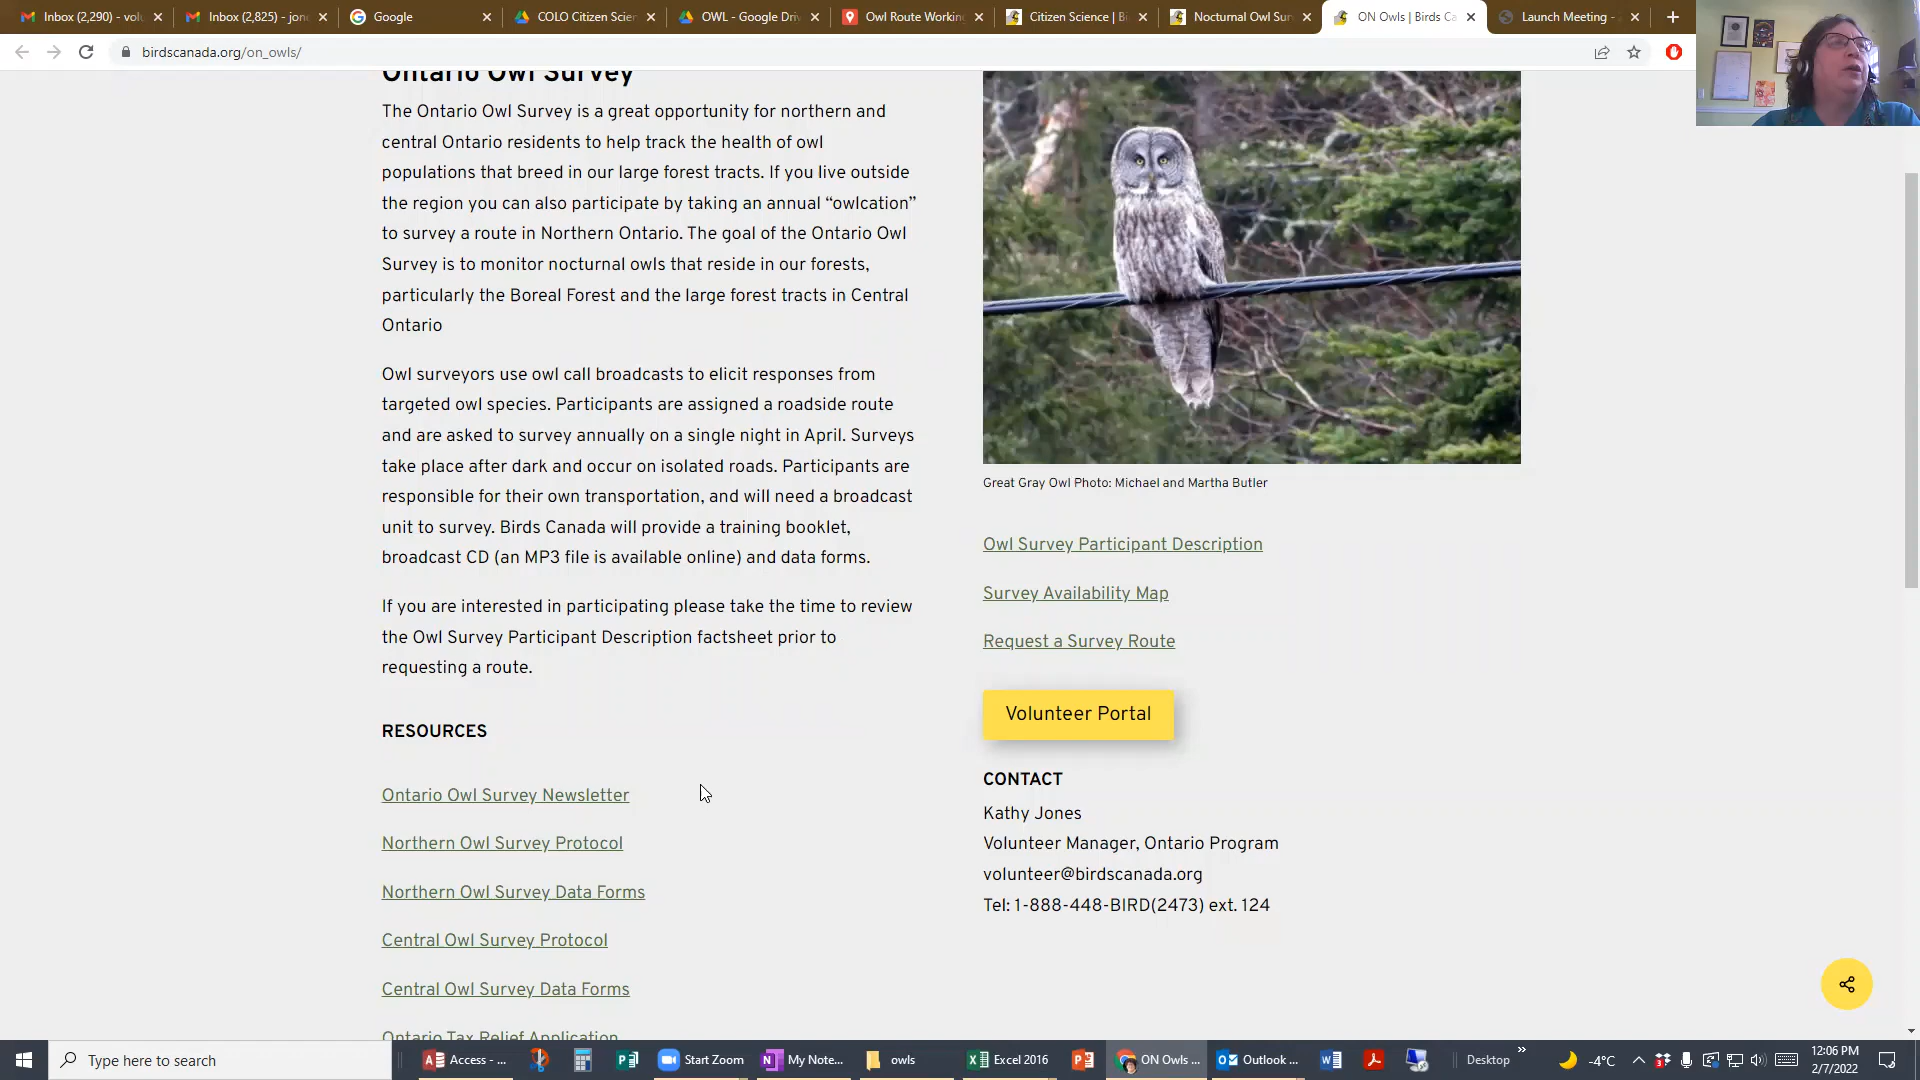 Inbox (2,290) - volu
Inbox (2,825) - jone
Google
COLO Citizen Scien
OWL - Google Driv
Owl Route Working
Citizen Science | Bi
Nocturnal Owl Sur
ON Owls | Birds Ca
Launch Meeting -
birdscanada.org/on_owls/
Ontario Owl Survey
The Ontario Owl Survey is a great opportunity for northern and
central Ontario residents to help track the health of owl
populations that breed in our large forest tracts. If you live outside
the region you can also participate by taking an annual “owlcation”
to survey a route in Northern Ontario. The goal of the Ontario Owl
Survey is to monitor nocturnal owls that reside in our forests,
particularly the Boreal Forest and the large forest tracts in Central
Ontario
Owl surveyors use owl call broadcasts to elicit responses from
targeted owl species. Participants are assigned a roadside route
and are asked to survey annually on a single night in April. Surveys
take place after dark and occur on isolated roads. Participants are
responsible for their own transportation, and will need a broadcast
unit to survey. Birds Canada will provide a training booklet,
broadcast CD (an MP3 file is available online) and data forms.
If you are interested in participating please take the time to review
the Owl Survey Participant Description factsheet prior to
requesting a route.
RESOURCES
Ontario Owl Survey Newsletter
Northern Owl Survey Protocol
Northern Owl Survey Data Forms
Central Owl Survey Protocol
Central Owl Survey Data Forms
Ontario Tax Relief Application
Great Gray Owl Photo: Michael and Martha Butler
Owl Survey Participant Description
Survey Availability Map
Request a Survey Route
Volunteer Portal
CONTACT
Kathy Jones
Volunteer Manager, Ontario Program
volunteer@birdscanada.org
Tel: 1-888-448-BIRD(2473) ext. 124
Type here to search
Access - ...
Start Zoom
My Note...
owls
Excel 2016
ON Owls ...
Outlook ...
Desktop
-4°C
12:06 PM
2/7/2022